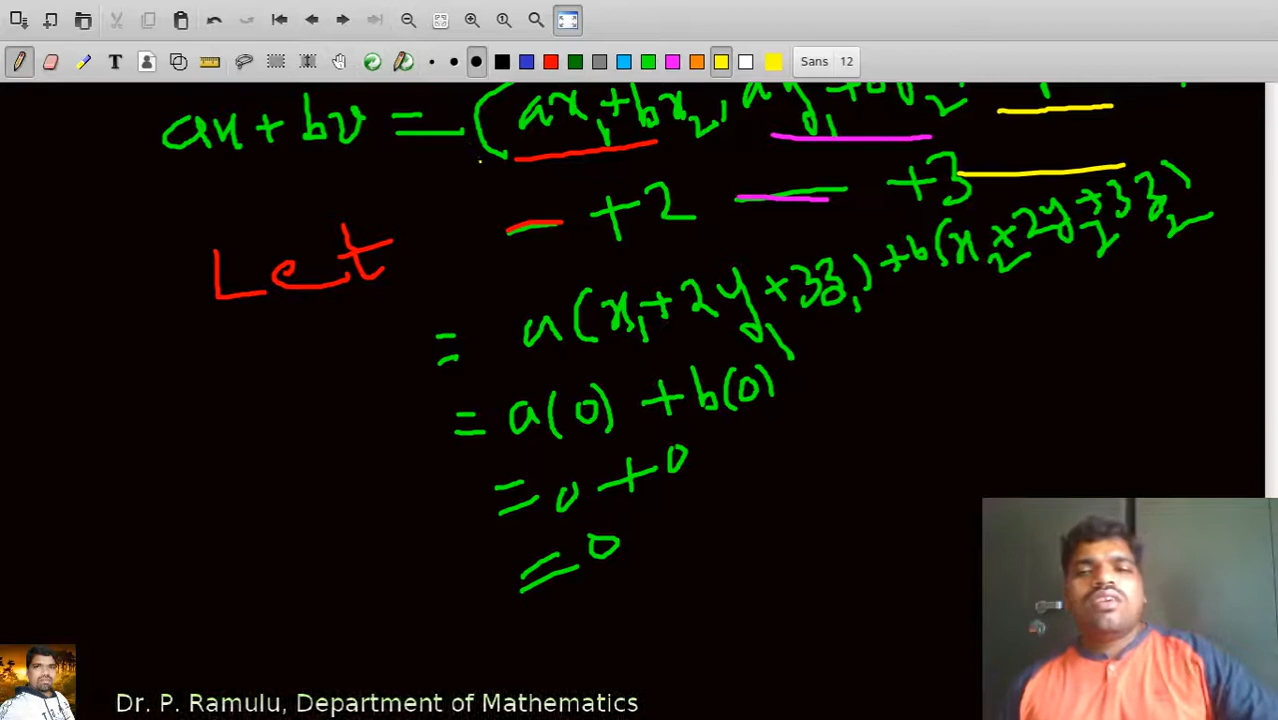 Sans 12
au + bv = (ax₁ + bx₂, ay₁
+ 2 + 3
Let
= a(x₁ + 2y₁ + 3z₁) + b(x₂ + 2y₂ + 3z₂)
= a(0) + b(0)
= 0 + 0
= 0
Dr. P. Ramulu, Department of Mathematics